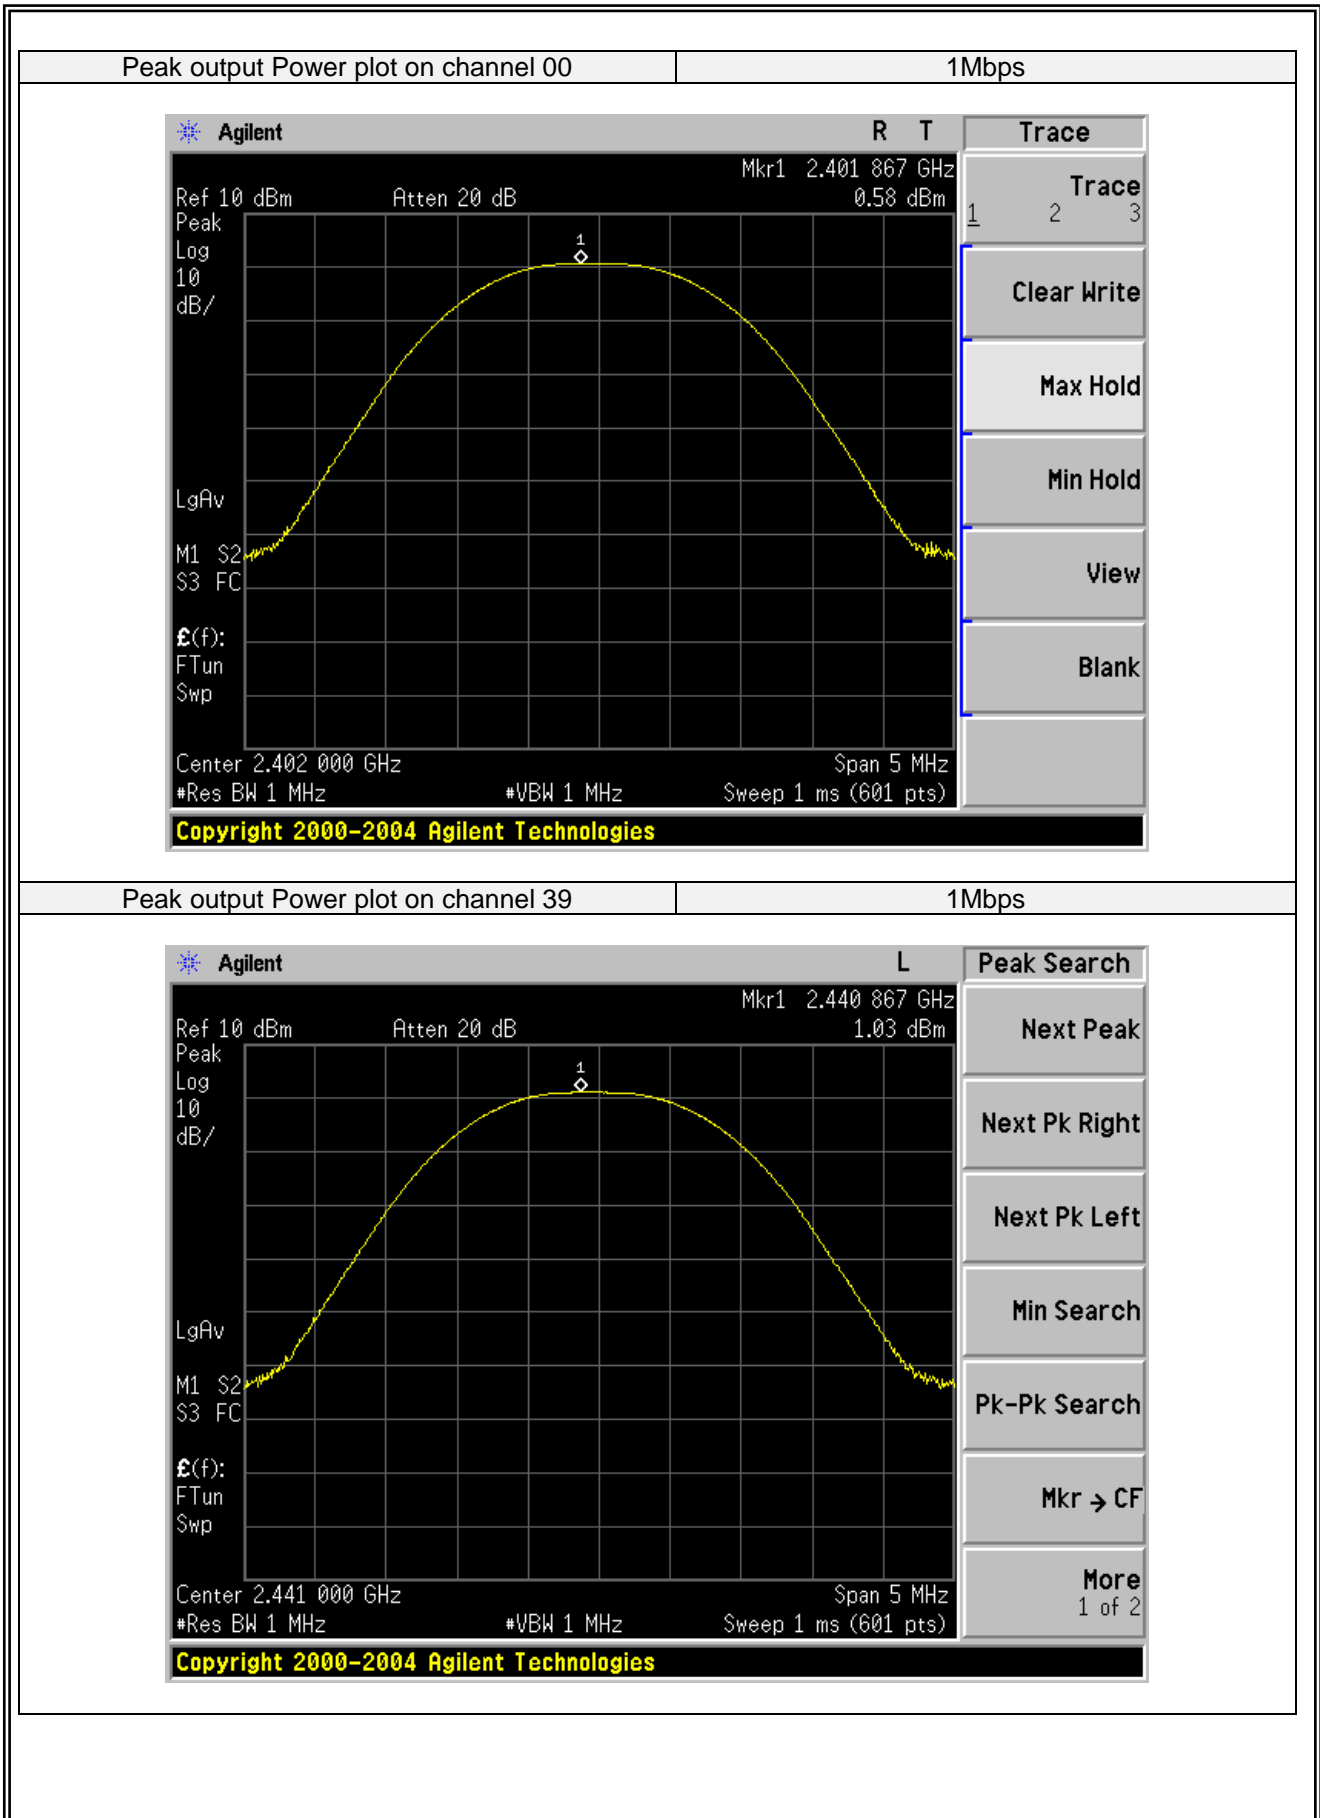 Peak output Power plot on channel 00 1Mbps
Agilent R T Trace
Mkr1 2.401 867 GHz
Ref 10 dBm Atten 20 dB 0.58 dBm
Peak
Log
10
dB/
1
LgAv
M1 S2
S3 FC
£(f):
FTun
Swp
Center 2.402 000 GHz Span 5 MHz
#Res BW 1 MHz #VBW 1 MHz Sweep 1 ms (601 pts)
Copyright 2000-2004 Agilent Technologies
Trace
1 2 3
Clear Write
Max Hold
Min Hold
View
Blank
Peak output Power plot on channel 39 1Mbps
Agilent L Peak Search
Mkr1 2.440 867 GHz
Ref 10 dBm Atten 20 dB 1.03 dBm
Peak
Log
10
dB/
1
LgAv
M1 S2
S3 FC
£(f):
FTun
Swp
Center 2.441 000 GHz Span 5 MHz
#Res BW 1 MHz #VBW 1 MHz Sweep 1 ms (601 pts)
Copyright 2000-2004 Agilent Technologies
Next Peak
Next Pk Right
Next Pk Left
Min Search
Pk-Pk Search
Mkr → CF
More
1 of 2